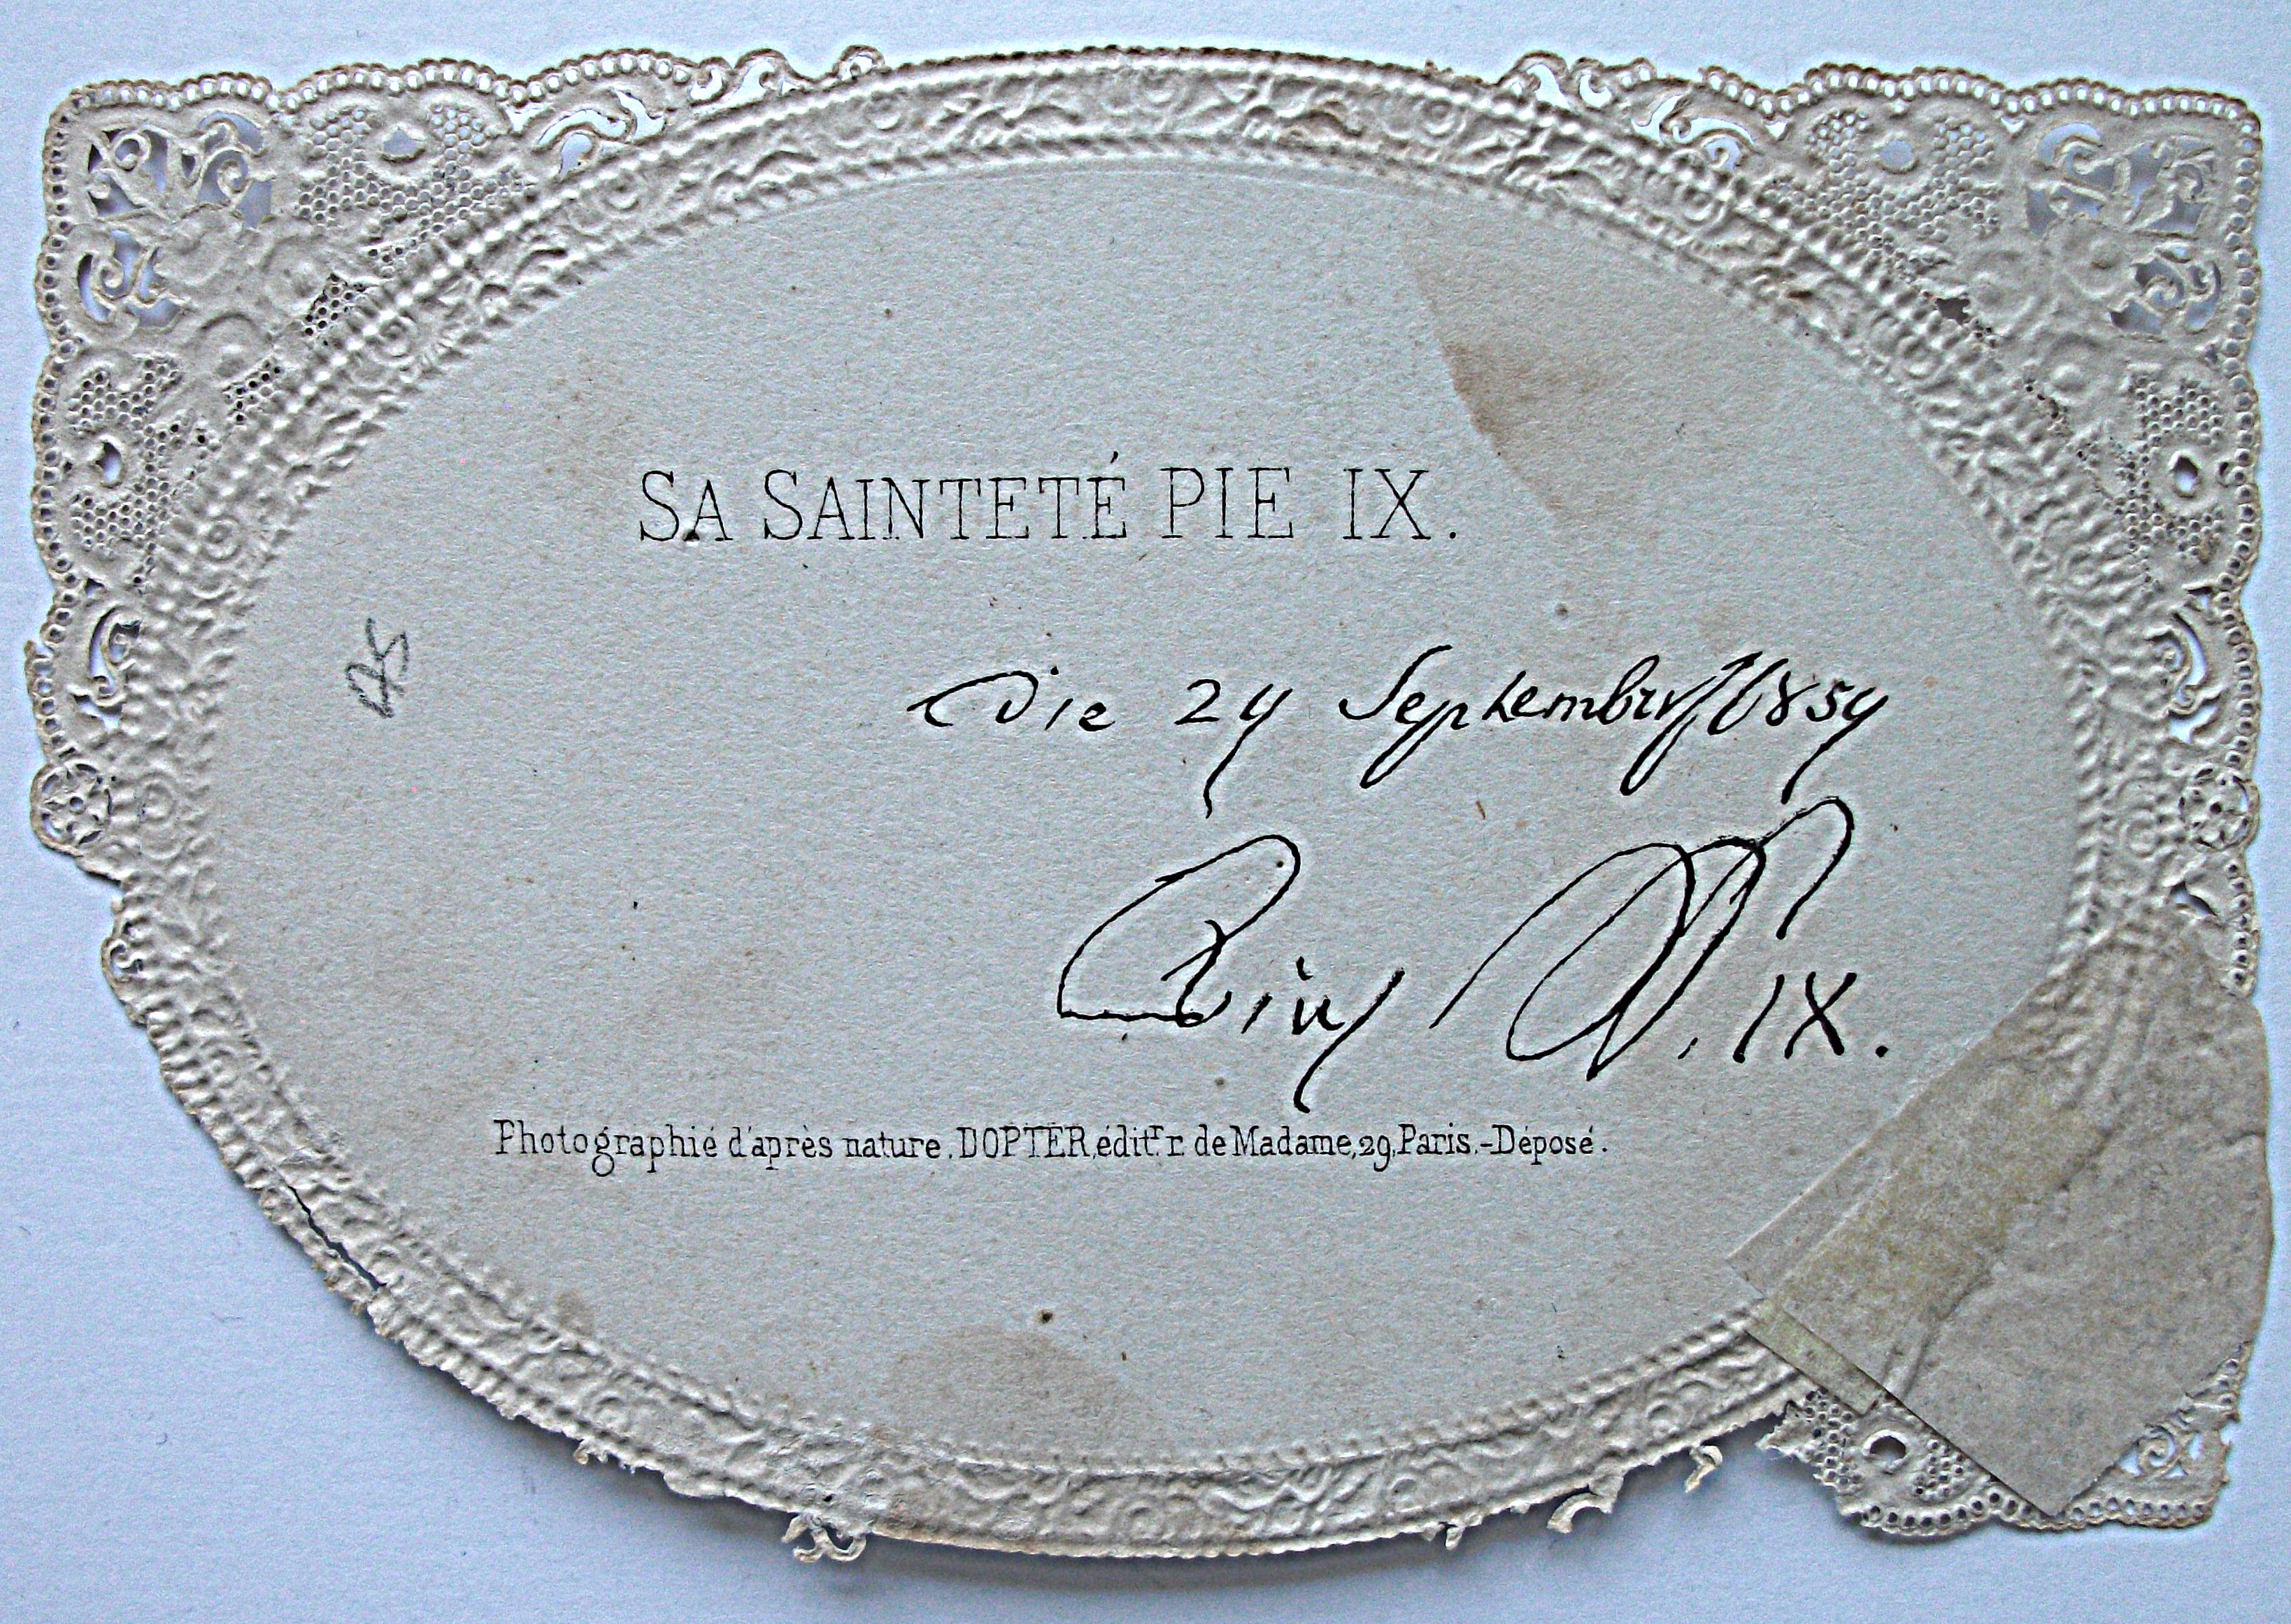 SA SAINTETÉ PIE IX.
Die 29 Septembris 1859
Pius P. IX.
Photographié d'après nature. DOPTER, édit.r r. de Madame, 29, Paris.-Déposé.